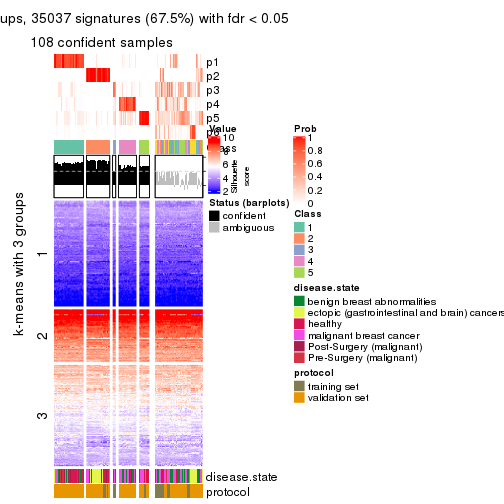 ups, 35037 signatures (67.5%) with fdr < 0.05
108 confident samples
p1
p2
p3
p4
p5
p6
Class
Silhouette
score
k-means with 3 groups
1
2
3
disease.state
protocol
Value
10
8
6
4
2
Status (barplots)
confident
ambiguous
Prob
1
0.8
0.6
0.4
0.2
0
Class
1
2
3
4
5
disease.state
benign breast abnormalities
ectopic (gastrointestinal and brain) cancers
healthy
malignant breast cancer
Post-Surgery (malignant)
Pre-Surgery (malignant)
protocol
training set
validation set